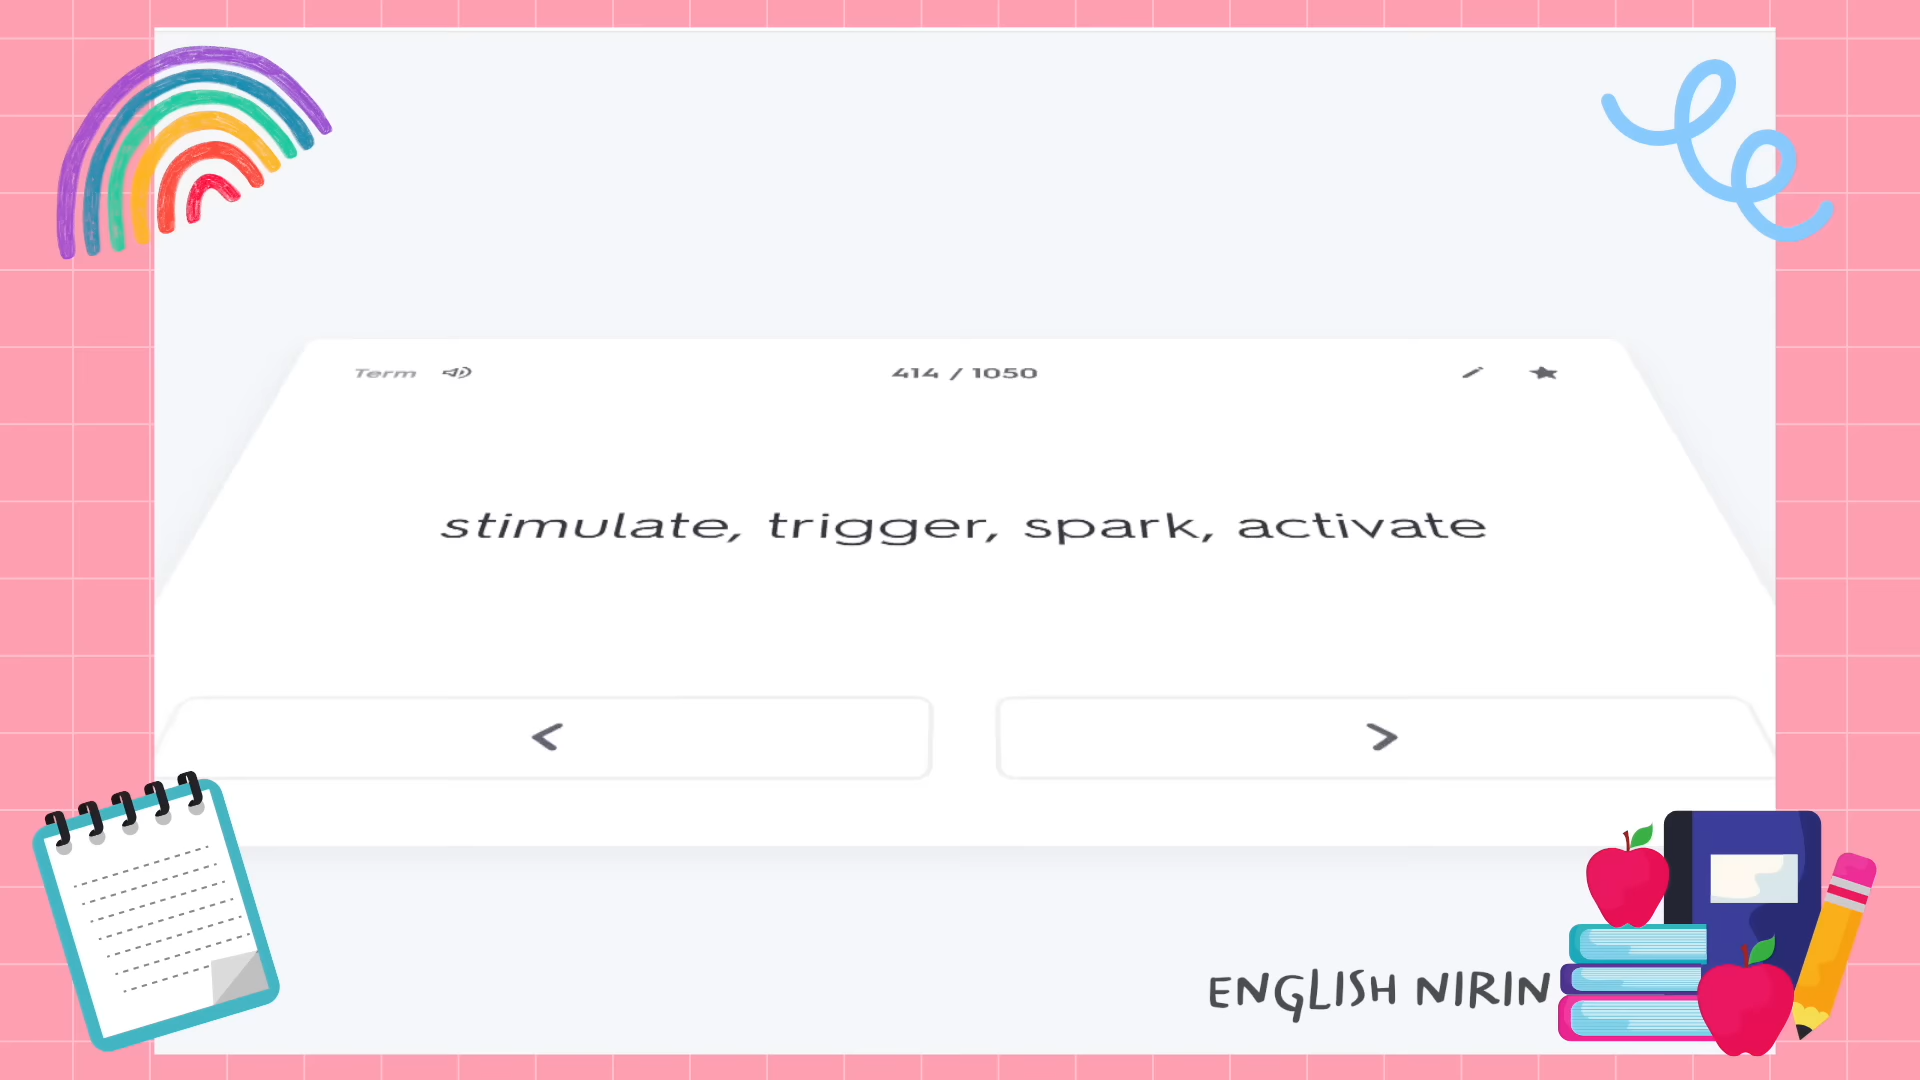 Term
414 / 1050
stimulate, trigger, spark, activate
ENGLISH NIRIN